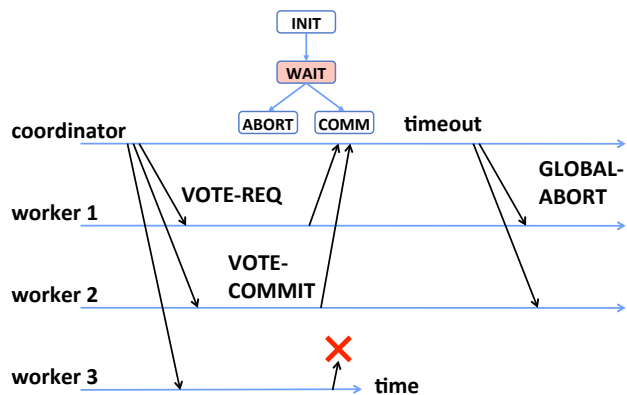 INIT
WAIT
ABORT COMM
coordinator
timeout
VOTE-REQ
GLOBAL-
ABORT
worker 1
VOTE-
COMMIT
worker 2
worker 3
time